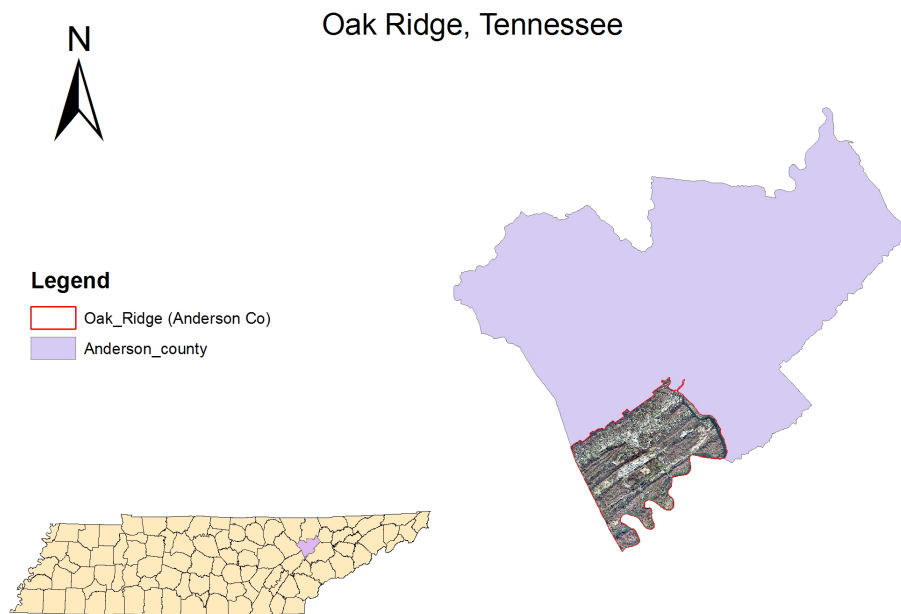 Oak Ridge, Tennessee
N
Legend
Oak_Ridge (Anderson Co)
Anderson_county